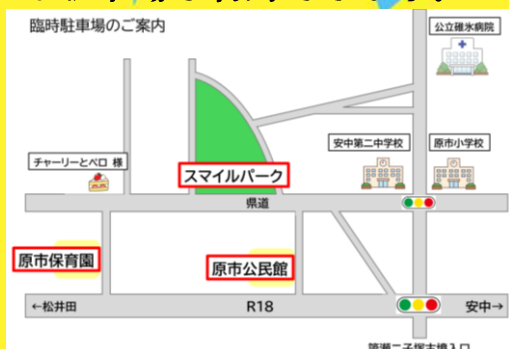 臨時駐車場のご案内
公立碓氷病院
安中第二中学校
原市小学校
チャーリーとペロ 様
スマイルパーク
県道
原市保育園
原市公民館
←松井田
R18
安中→